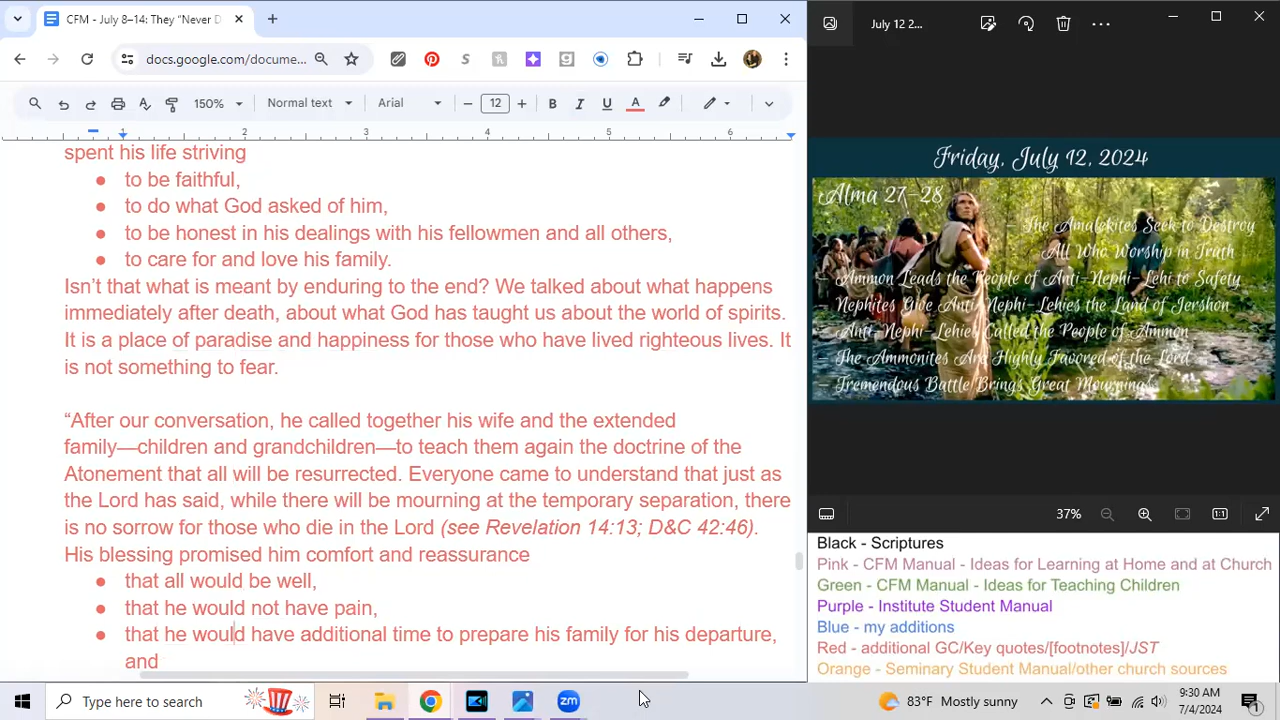 CFM - July 8–14: They “Never D
docs.google.com/docume...
150%
Normal text
Arial
12
1
2
3
4
5
6
spent his life striving
● to be faithful,
● to do what God asked of him,
● to be honest in his dealings with his fellowmen and all others,
● to care for and love his family.
Isn’t that what is meant by enduring to the end? We talked about what happens
immediately after death, about what God has taught us about the world of spirits.
It is a place of paradise and happiness for those who have lived righteous lives. It
is not something to fear.
“After our conversation, he called together his wife and the extended
family—children and grandchildren—to teach them again the doctrine of the
Atonement that all will be resurrected. Everyone came to understand that just as
the Lord has said, while there will be mourning at the temporary separation, there
is no sorrow for those who die in the Lord (see Revelation 14:13; D&C 42:46).
His blessing promised him comfort and reassurance
● that all would be well,
● that he would not have pain,
● that he would have additional time to prepare his family for his departure,
and
July 12 2...
Friday, July 12, 2024
Alma 27-28
- The Amalekites Seek to Destroy
All Who Worship in Truth
- Ammon Leads the People of Anti-Nephi-Lehi to Safety
- Nephites Give Anti-Nephi-Lehies the Land of Jershon
- Anti-Nephi-Lehies Called the People of Ammon
- The Ammonites Are Highly Favored of the Lord
- Tremendous Battle Brings Great Mournings
37%
1:1
Black - Scriptures
Pink - CFM Manual - Ideas for Learning at Home and at Church
Green - CFM Manual - Ideas for Teaching Children
Purple - Institute Student Manual
Blue - my additions
Red - additional GC/Key quotes/[footnotes]/JST
Orange - Seminary Student Manual/other church sources
Type here to search
zm
83°F Mostly sunny
9:30 AM
7/4/2024
1